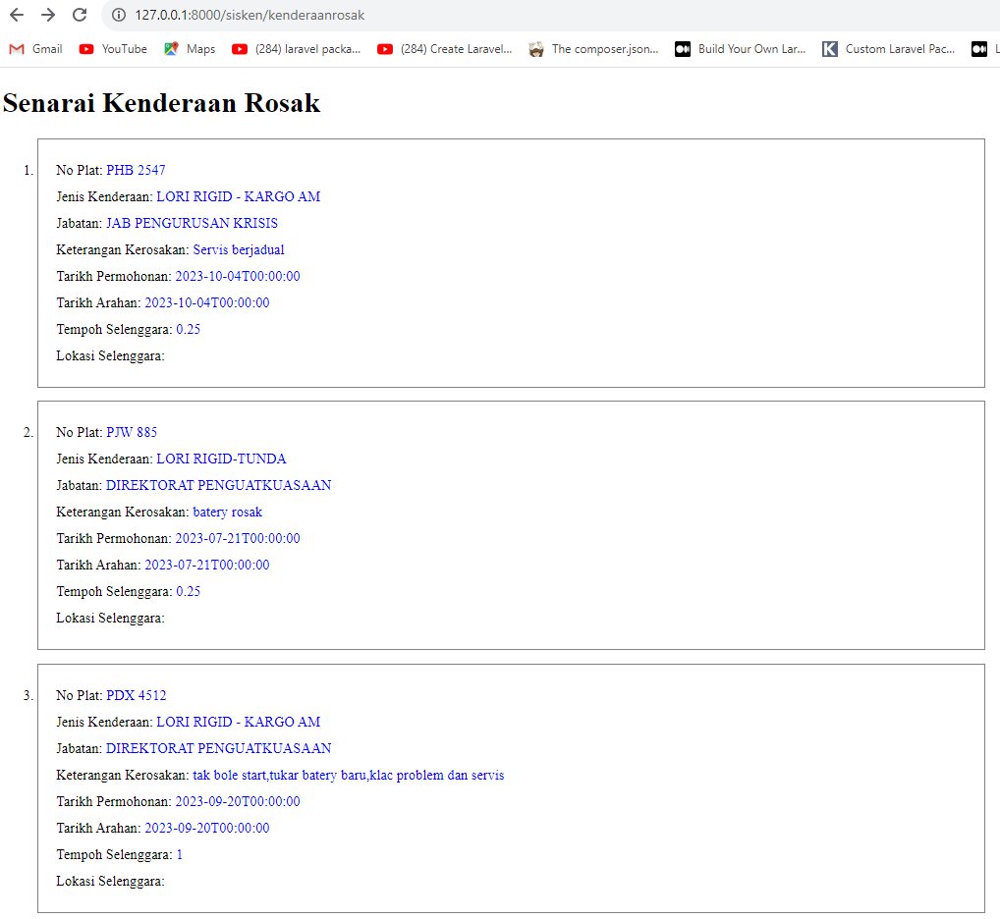 127.0.0.1:8000/sisken/kenderaanrosak
Gmail YouTube Maps (284) laravel packa... (284) Create Laravel... The composer.json... Build Your Own Lar... Custom Laravel Pac... L
Senarai Kenderaan Rosak
1. No Plat: PHB 2547
Jenis Kenderaan: LORI RIGID - KARGO AM
Jabatan: JAB PENGURUSAN KRISIS
Keterangan Kerosakan: Servis berjadual
Tarikh Permohonan: 2023-10-04T00:00:00
Tarikh Arahan: 2023-10-04T00:00:00
Tempoh Selenggara: 0.25
Lokasi Selenggara:
2. No Plat: PJW 885
Jenis Kenderaan: LORI RIGID-TUNDA
Jabatan: DIREKTORAT PENGUATKUASAAN
Keterangan Kerosakan: batery rosak
Tarikh Permohonan: 2023-07-21T00:00:00
Tarikh Arahan: 2023-07-21T00:00:00
Tempoh Selenggara: 0.25
Lokasi Selenggara:
3. No Plat: PDX 4512
Jenis Kenderaan: LORI RIGID - KARGO AM
Jabatan: DIREKTORAT PENGUATKUASAAN
Keterangan Kerosakan: tak bole start,tukar batery baru,klac problem dan servis
Tarikh Permohonan: 2023-09-20T00:00:00
Tarikh Arahan: 2023-09-20T00:00:00
Tempoh Selenggara: 1
Lokasi Selenggara: